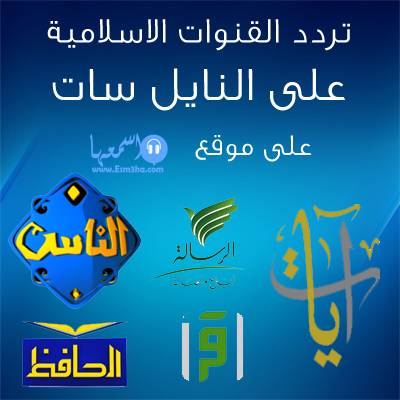 تردد القنوات الاسلامية
على النايل سات
على موقع
اسمعها
www.Esm3ha.com
الناس
الرسالة
آيات
اقرأ
الحافظ